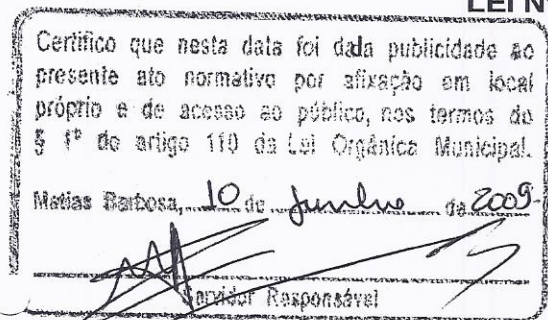 LEI N
Certifico que nesta data foi dada publicidade ao
presente ato normativo por afixação em local
próprio e de acesso ao público, nos termos do
§ 1º do artigo 110 da Lei Orgânica Municipal.
Matias Barbosa, 10 de junho de 2009-
Servidor Responsável